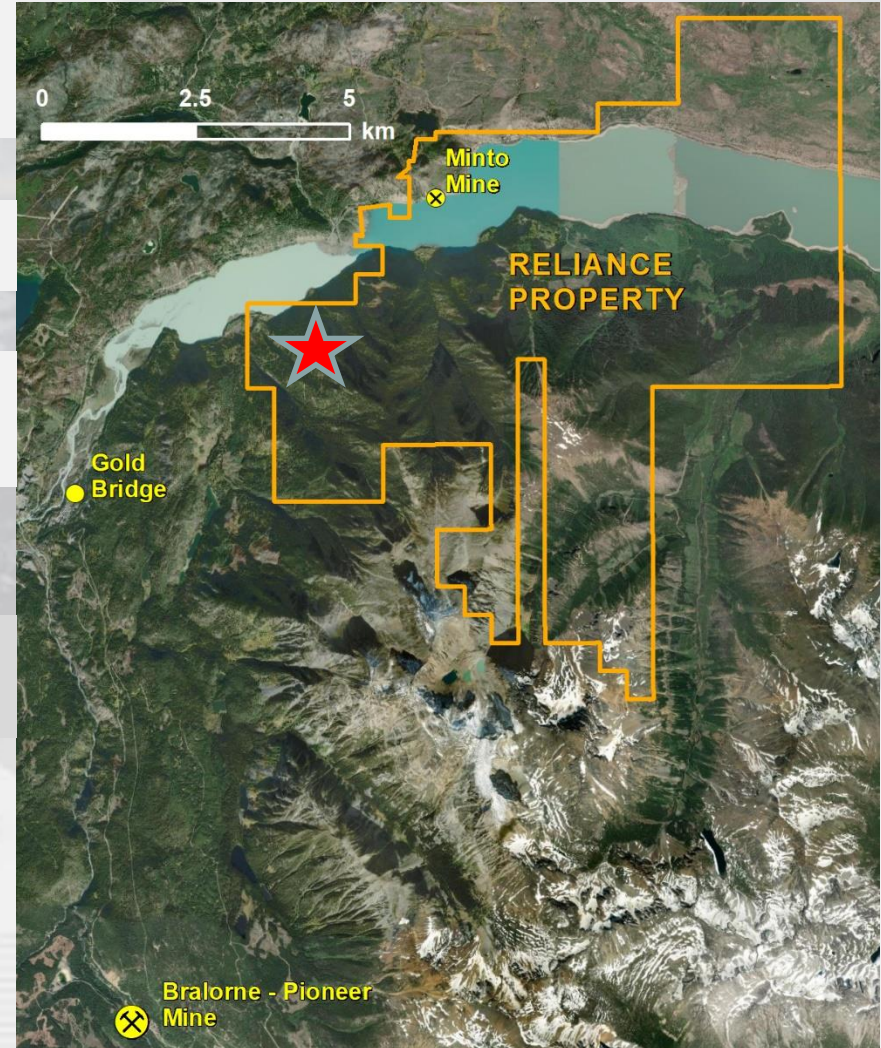 0 2.5 5
km
Minto
Mine
RELIANCE
PROPERTY
Gold
Bridge
Bralorne - Pioneer
Mine